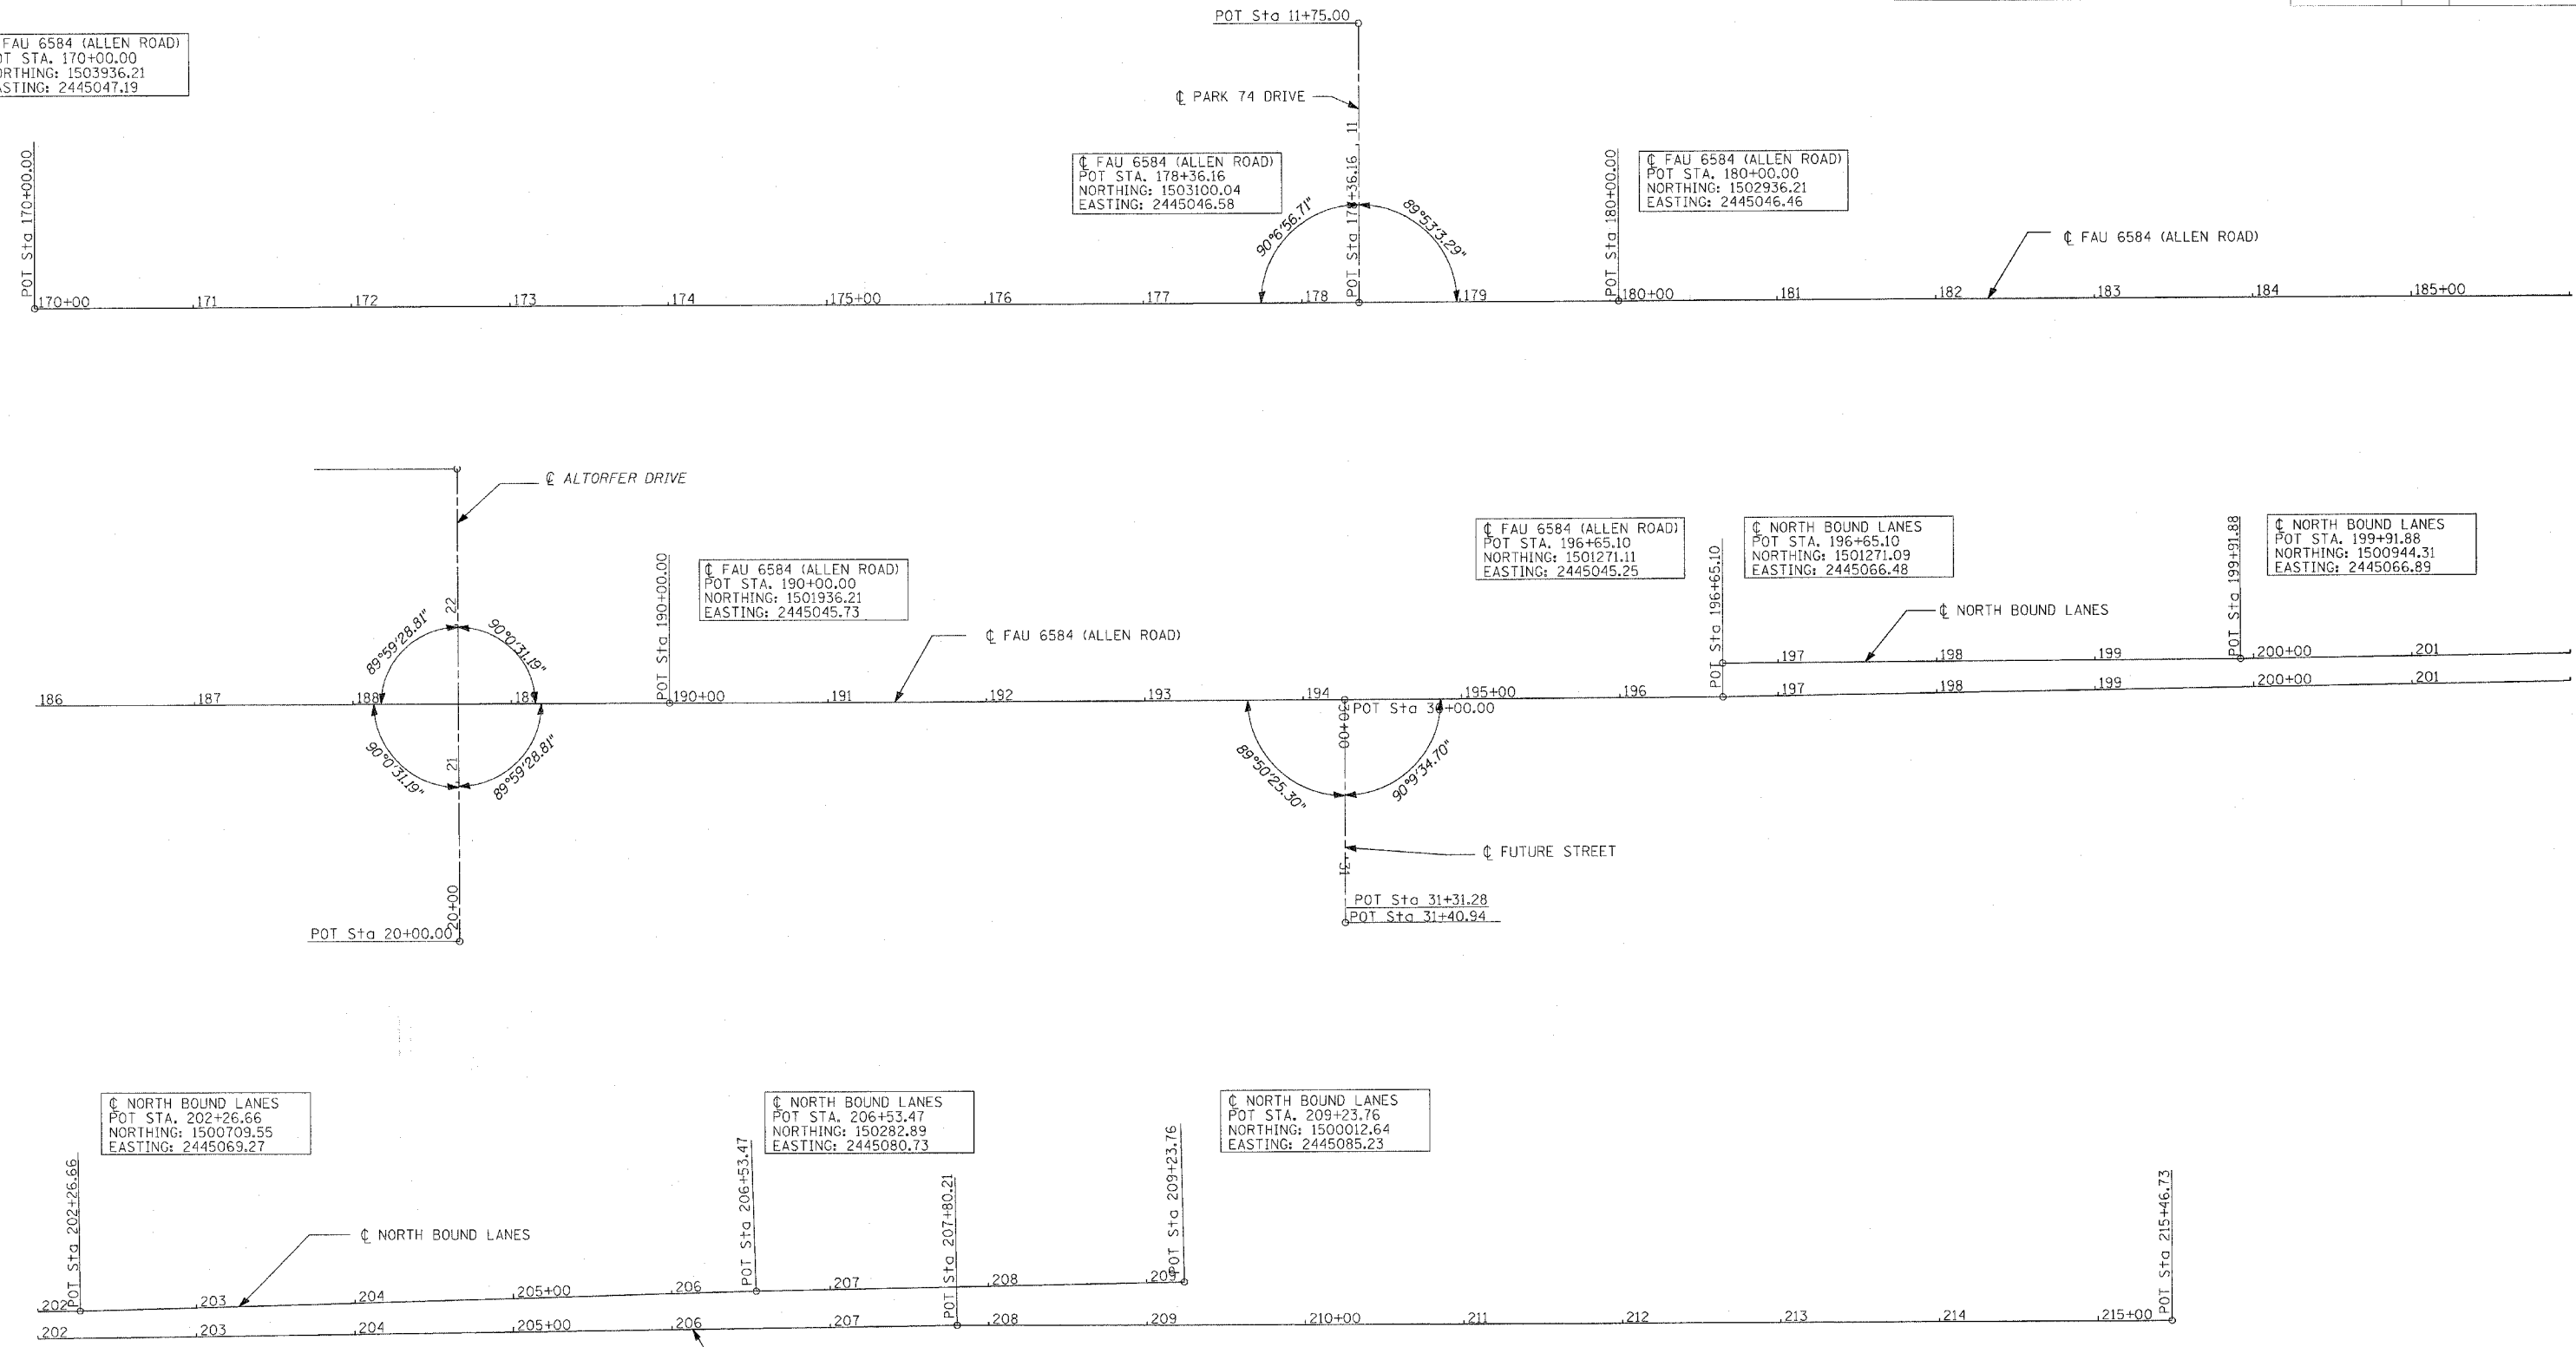 POT Sta 11+75.00
FAU 6584 (ALLEN ROAD)
OT STA. 170+00.00
ORTHING: 1503936.21
ASTING: 2445047.19
℄ PARK 74 DRIVE
11
℄ FAU 6584 (ALLEN ROAD)
POT STA. 178+36.16
NORTHING: 1503100.04
EASTING: 2445046.58
℄ FAU 6584 (ALLEN ROAD)
POT STA. 180+00.00
NORTHING: 1502936.21
EASTING: 2445046.46
POT Sta 170+00.00
POT Sta 178+36.16
POT Sta 180+00.00
90°6'56.71"
89°53'3.29"
℄ FAU 6584 (ALLEN ROAD)
170+00 171 172 173 174 175+00 176 177 178 179 180+00 181 182 183 184 185+00
℄ ALTORFER DRIVE
22
89°59'28.81"
90°0'31.19"
POT Sta 190+00.00
℄ FAU 6584 (ALLEN ROAD)
POT STA. 190+00.00
NORTHING: 1501936.21
EASTING: 2445045.73
℄ FAU 6584 (ALLEN ROAD)
℄ FAU 6584 (ALLEN ROAD)
POT STA. 196+65.10
NORTHING: 1501271.11
EASTING: 2445045.25
POT Sta 196+65.10
℄ NORTH BOUND LANES
POT STA. 196+65.10
NORTHING: 1501271.09
EASTING: 2445066.48
℄ NORTH BOUND LANES
POT Sta 199+91.88
℄ NORTH BOUND LANES
POT STA. 199+91.88
NORTHING: 1500944.31
EASTING: 2445066.89
197 198 199 200+00 201
186 187 188 189 190+00 191 192 193 194 195+00 196 197 198 199 200+00 201
POT Sta 30+00.00
30+00
90°0'31.19"
21
89°59'28.81"
89°50'25.30"
90°9'34.70"
℄ FUTURE STREET
31
20+00
POT Sta 20+00.00
POT Sta 31+31.28
POT Sta 31+40.94
℄ NORTH BOUND LANES
POT STA. 202+26.66
NORTHING: 1500709.55
EASTING: 2445069.27
℄ NORTH BOUND LANES
POT STA. 206+53.47
NORTHING: 150282.89
EASTING: 2445080.73
℄ NORTH BOUND LANES
POT STA. 209+23.76
NORTHING: 1500012.64
EASTING: 2445085.23
POT Sta 202+26.66
℄ NORTH BOUND LANES
POT Sta 206+53.47
POT Sta 207+80.21
POT Sta 209+23.76
POT Sta 215+46.73
202 203 204 205+00 206 207 208 209
202 203 204 205+00 206 207 208 209 210+00 211 212 213 214 215+00